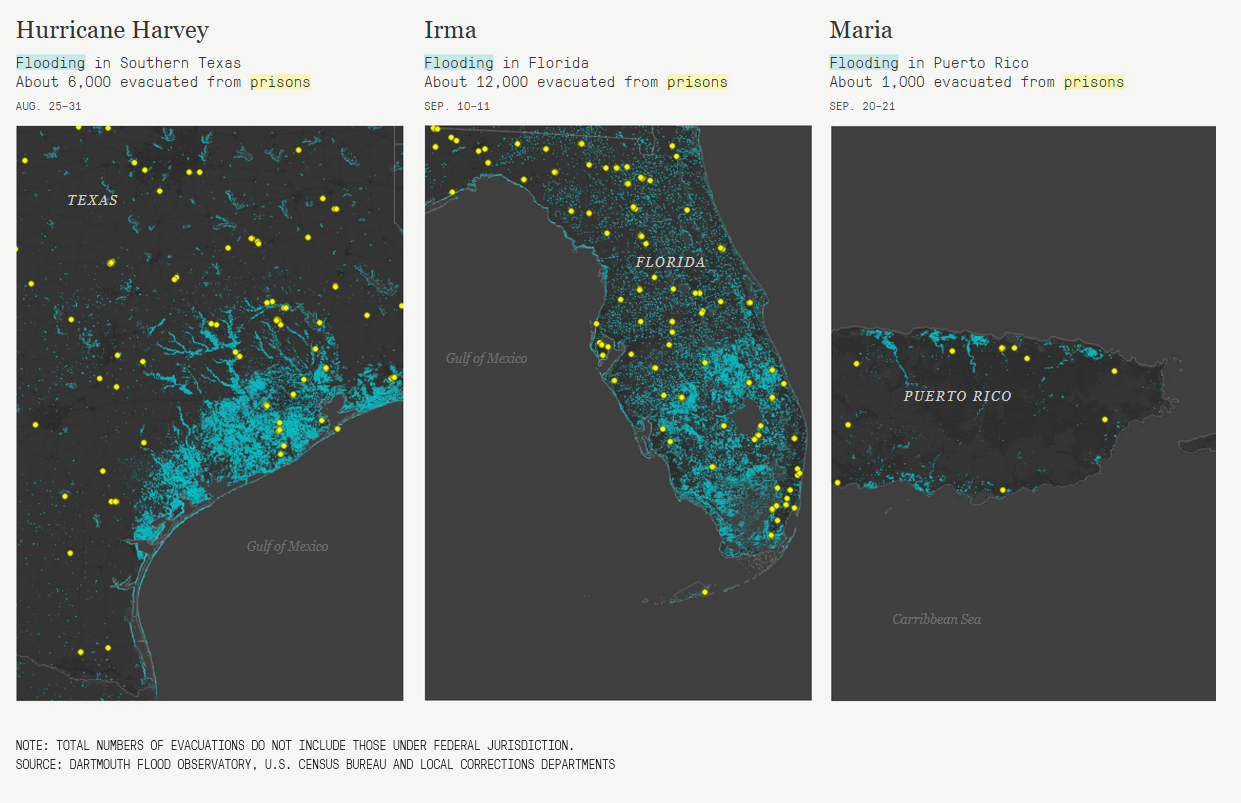 Hurricane Harvey
Flooding in Southern Texas
About 6,000 evacuated from prisons
AUG. 25-31
TEXAS
Gulf of Mexico
Irma
Flooding in Florida
About 12,000 evacuated from prisons
SEP. 10-11
FLORIDA
Gulf of Mexico
Maria
Flooding in Puerto Rico
About 1,000 evacuated from prisons
SEP. 20-21
PUERTO RICO
Carribbean Sea
NOTE: TOTAL NUMBERS OF EVACUATIONS DO NOT INCLUDE THOSE UNDER FEDERAL JURISDICTION.
SOURCE: DARTMOUTH FLOOD OBSERVATORY, U.S. CENSUS BUREAU AND LOCAL CORRECTIONS DEPARTMENTS